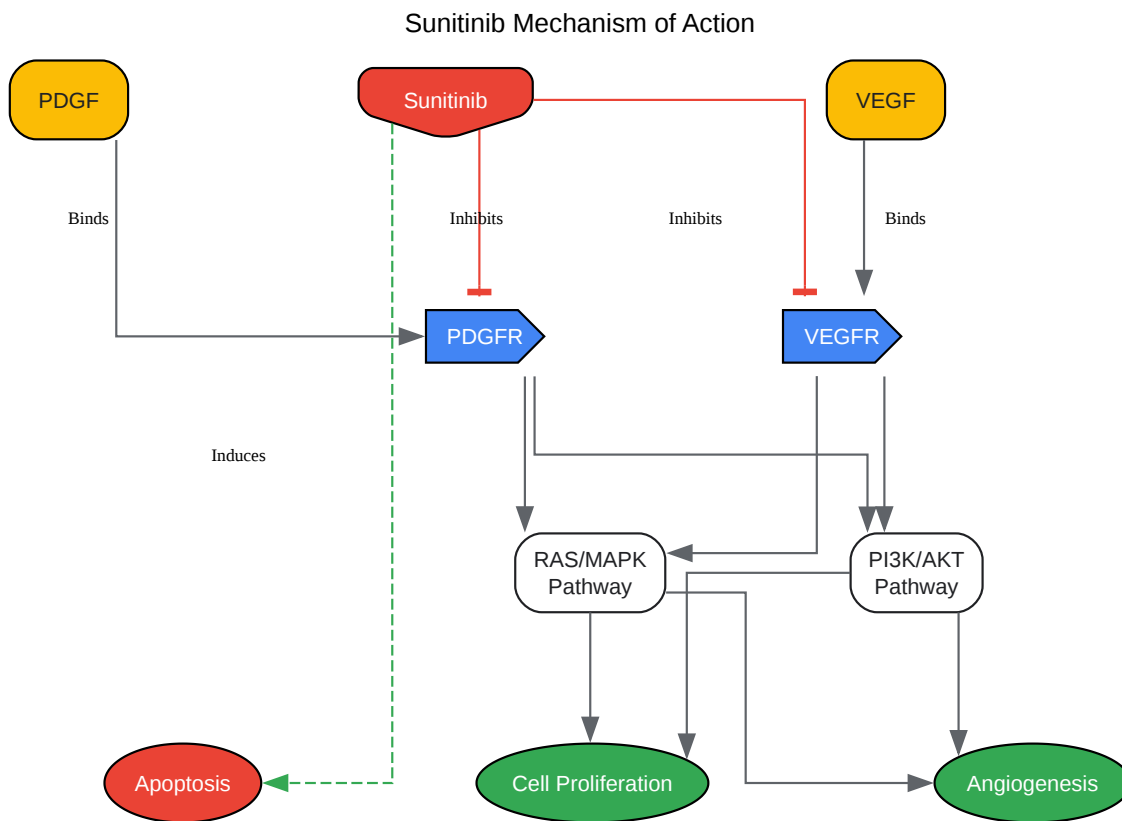 Sunitinib Mechanism of Action
PDGF
Sunitinib
VEGF
Binds
Inhibits
Inhibits
Binds
PDGFR
VEGFR
Induces
RAS/MAPK
Pathway
PI3K/AKT
Pathway
Apoptosis
Cell Proliferation
Angiogenesis